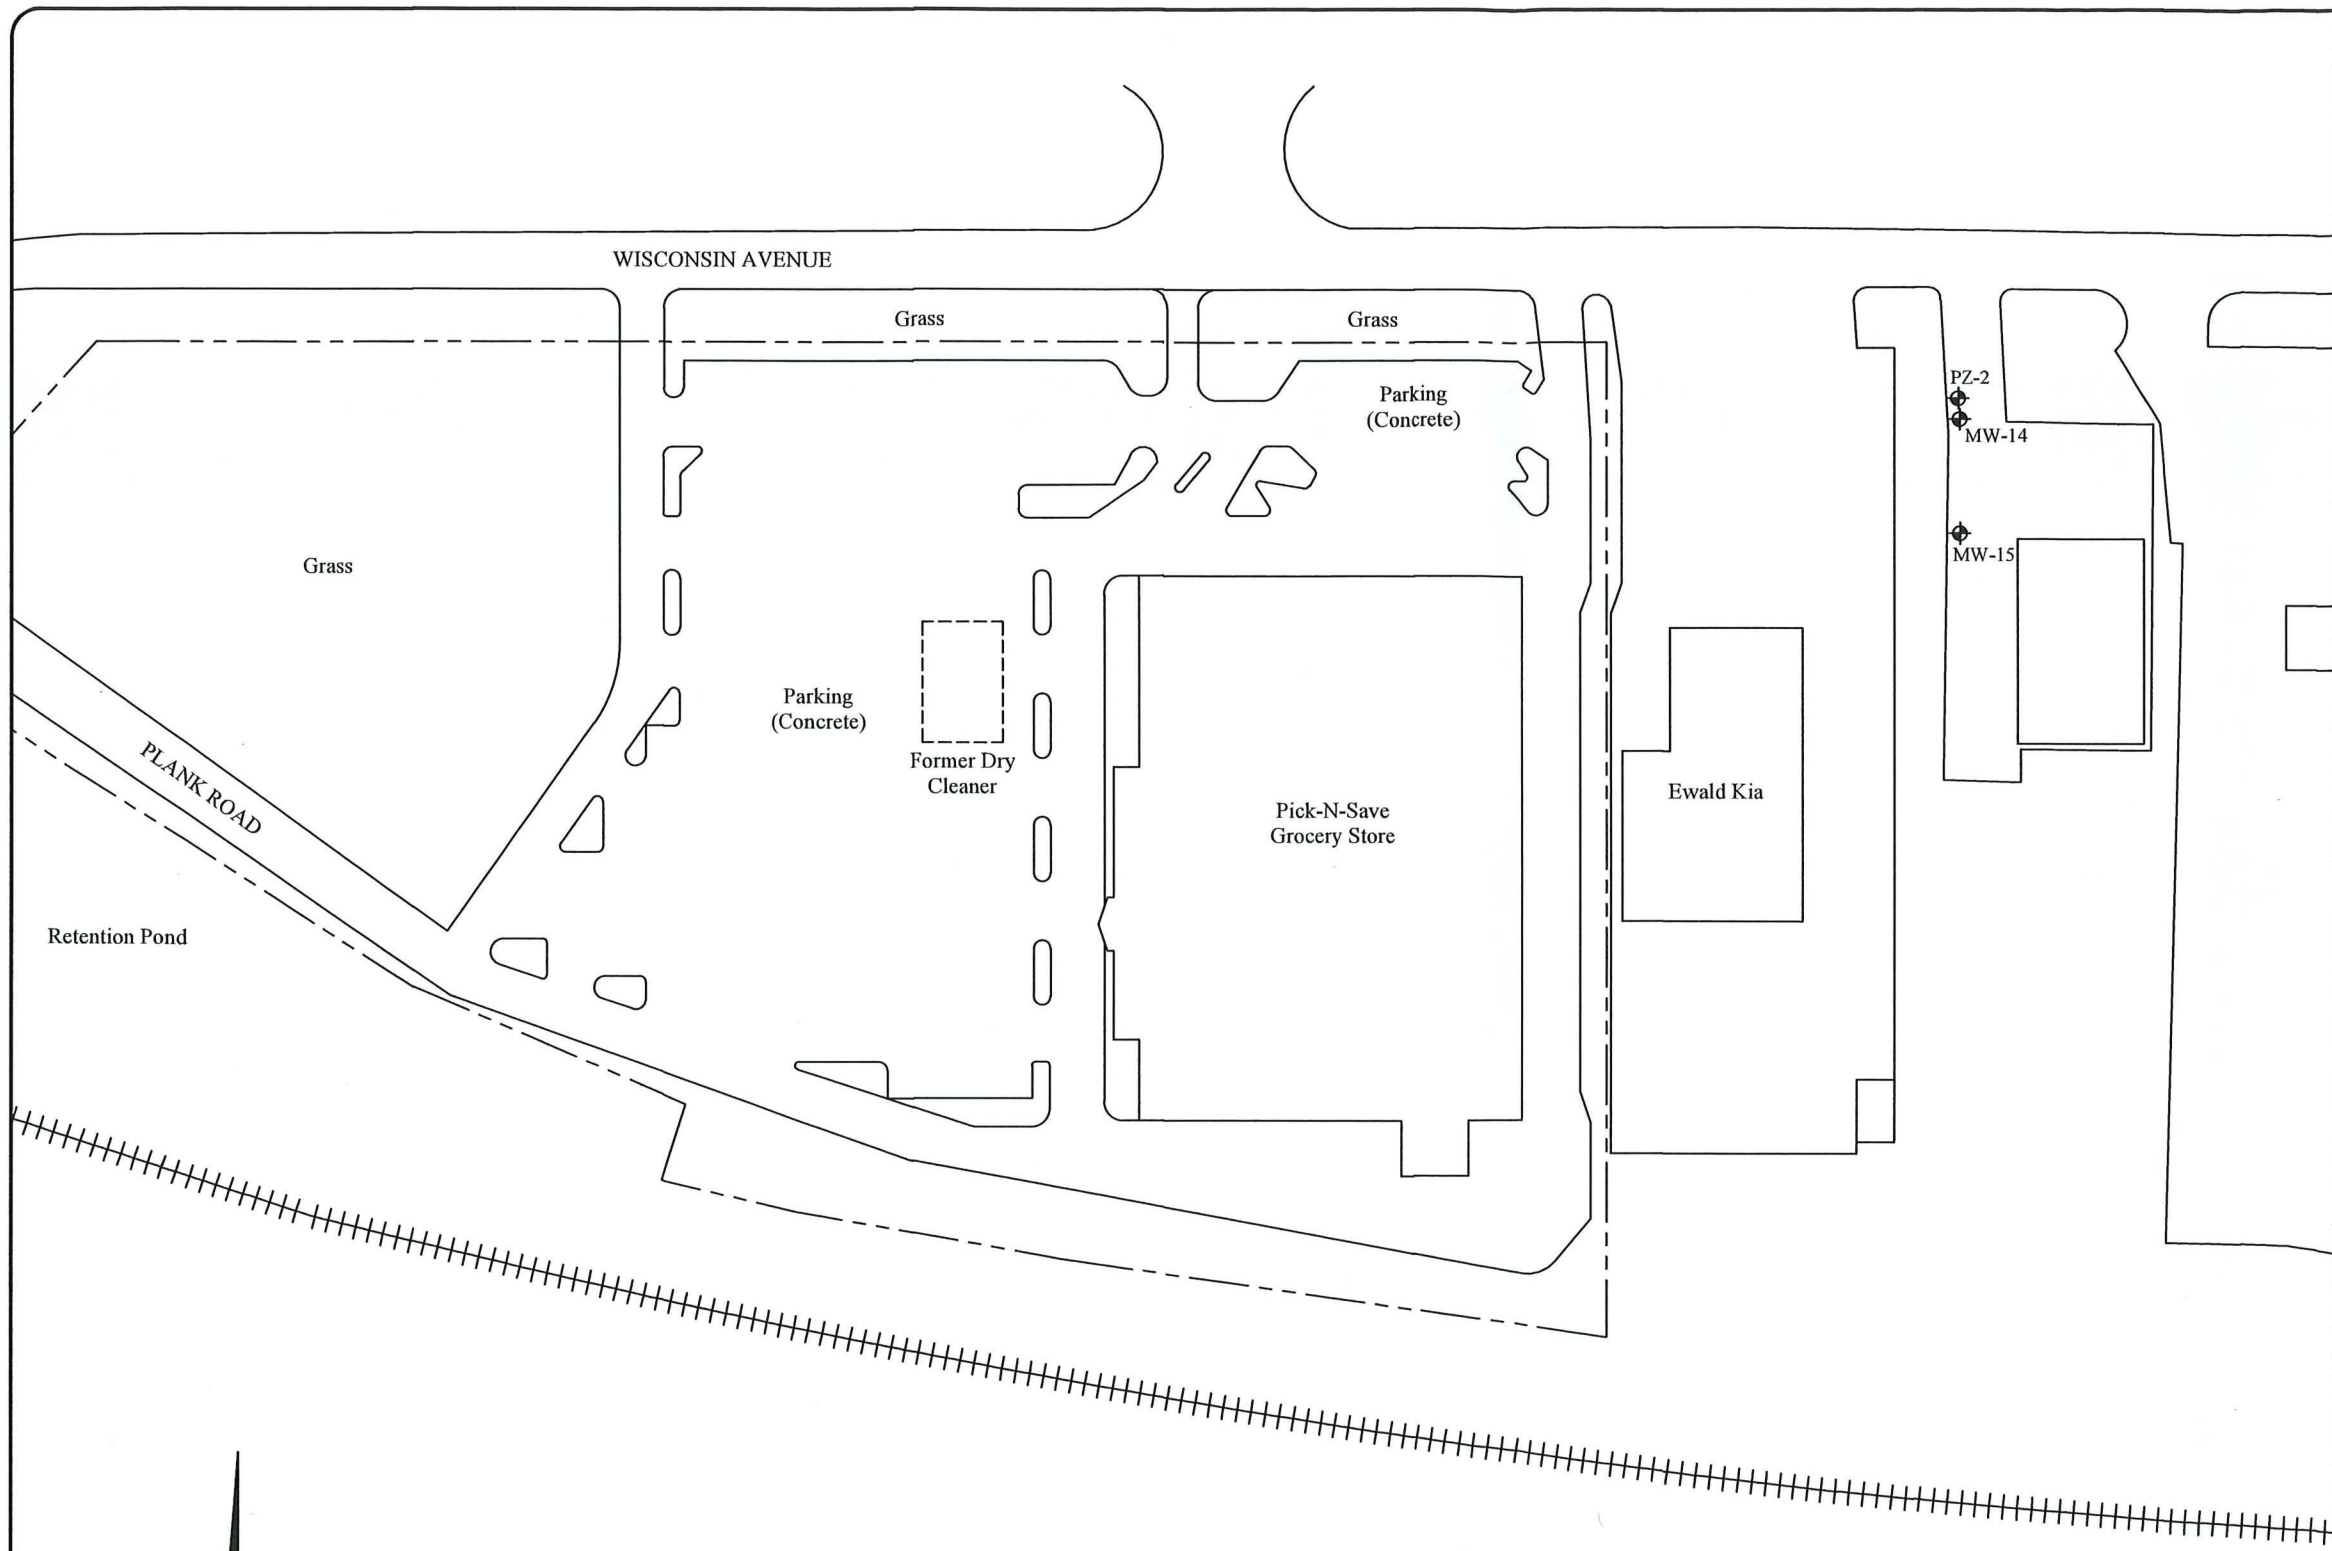 WISCONSIN AVENUE
Grass
Grass
Parking
(Concrete)
PZ-2
MW-14
MW-15
Grass
Parking
(Concrete)
Former Dry
Cleaner
PLANK ROAD
Pick-N-Save
Grocery Store
Ewald Kia
Retention Pond